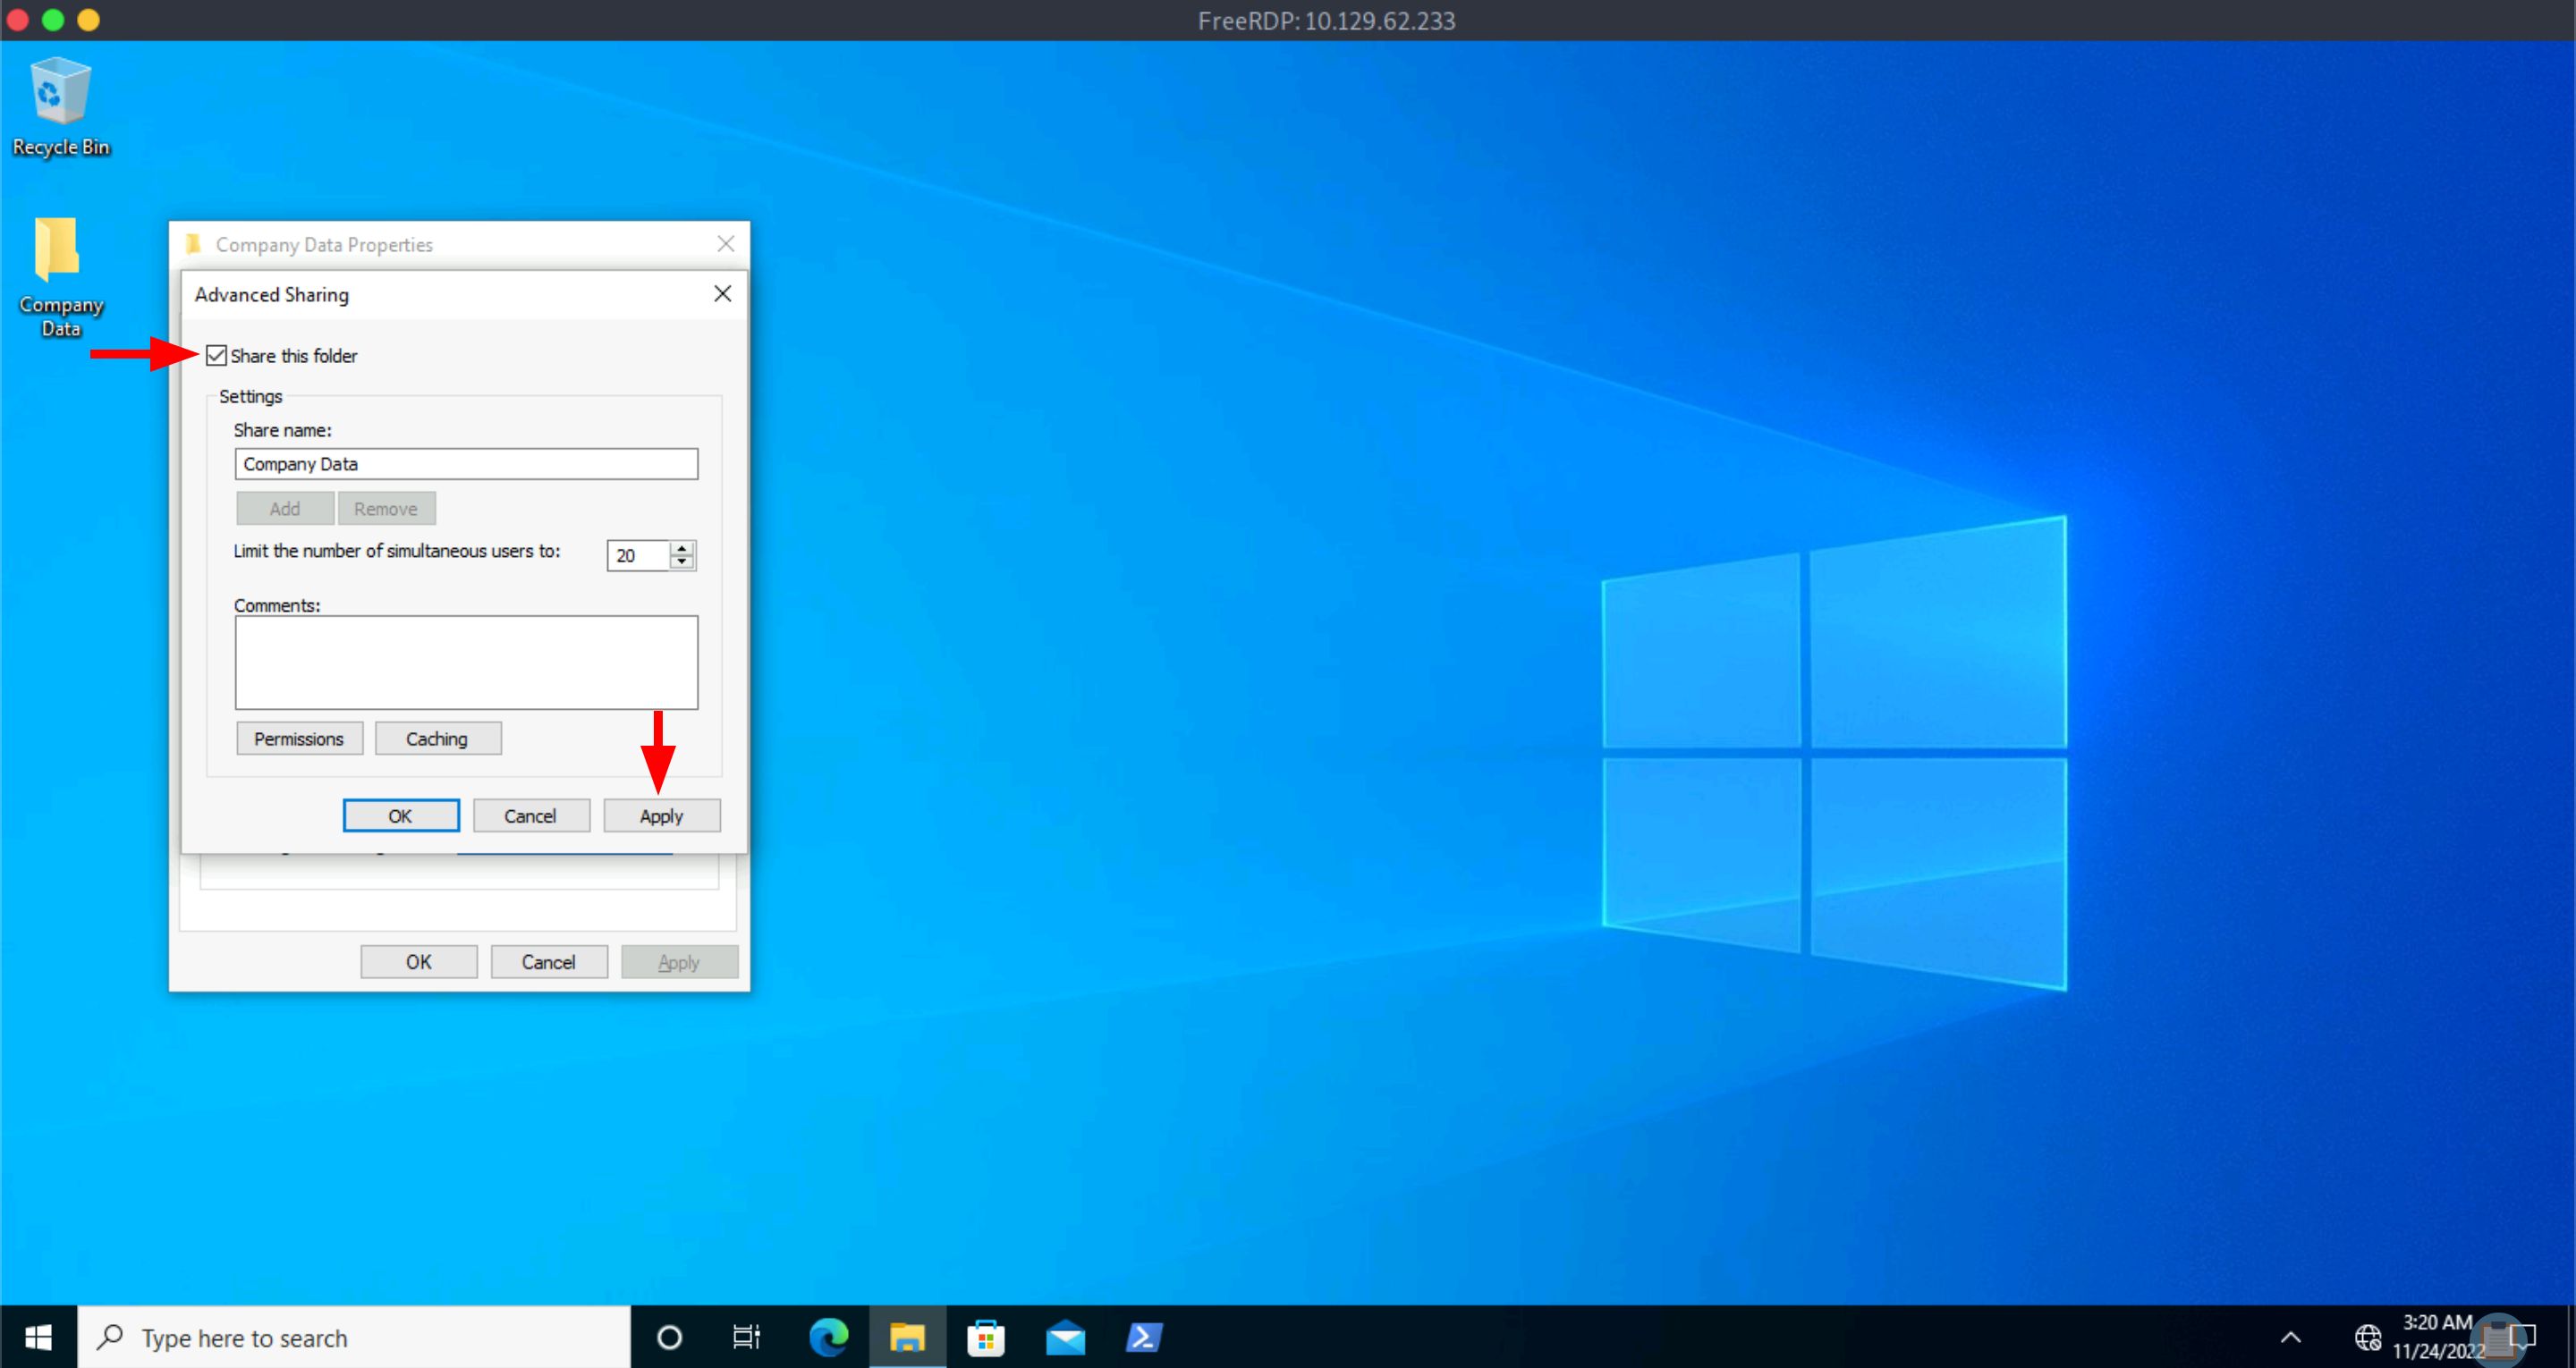 FreeRDP: 10.129.62.233
Recycle Bin
Company
Data
Company Data Properties
Advanced Sharing
Share this folder
Settings
Share name:
Company Data
Add Remove
Limit the number of simultaneous users to: 20
Comments:
Permissions Caching
OK Cancel Apply
OK Cancel Apply
Type here to search
3:20 AM
11/24/2022